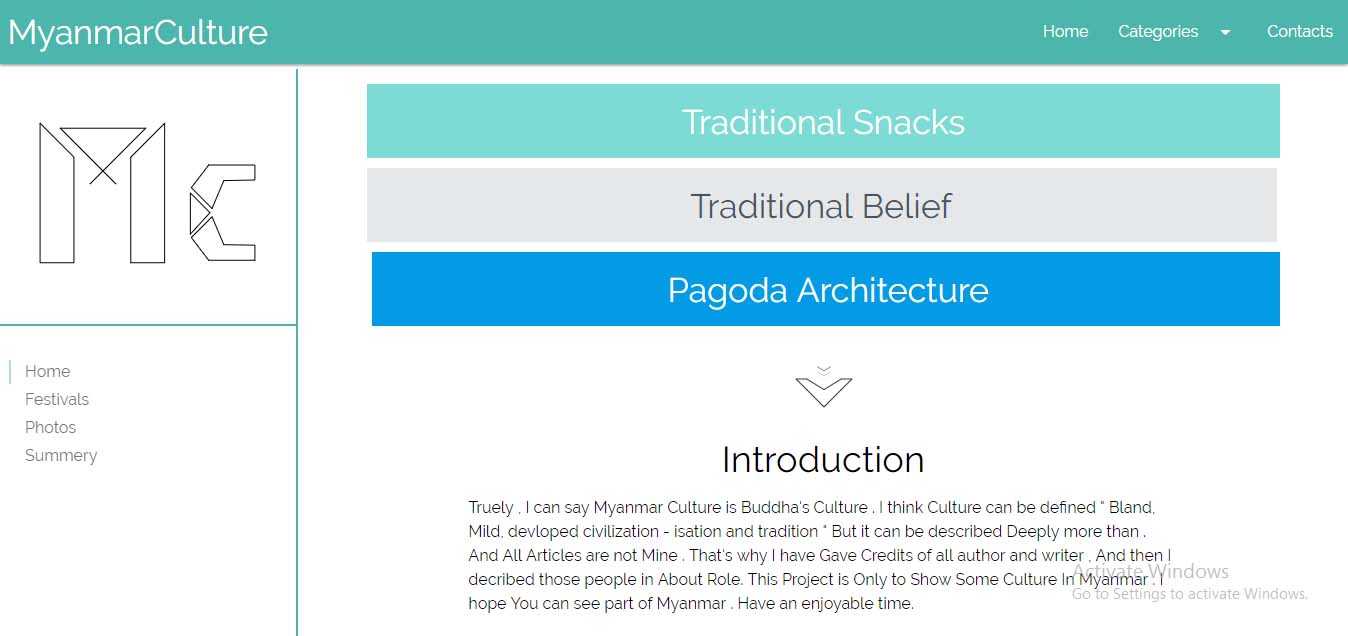 MyanmarCulture
Home Categories Contacts
Mc
Traditional Snacks
Traditional Belief
Pagoda Architecture
Home
Festivals
Photos
Summery
Introduction
Truely , I can say Myanmar Culture is Buddha's Culture . I think Culture can be defined " Bland,
Mild, devloped civilization - isation and tradition " But it can be described Deeply more than .
And All Articles are not Mine . That's why I have Gave Credits of all author and writer . And then I
decribed those people in About Role. This Project is Only to Show Some Culture In Myanmar . I
hope You can see part of Myanmar . Have an enjoyable time.
Activate Windows
Go to Settings to activate Windows.